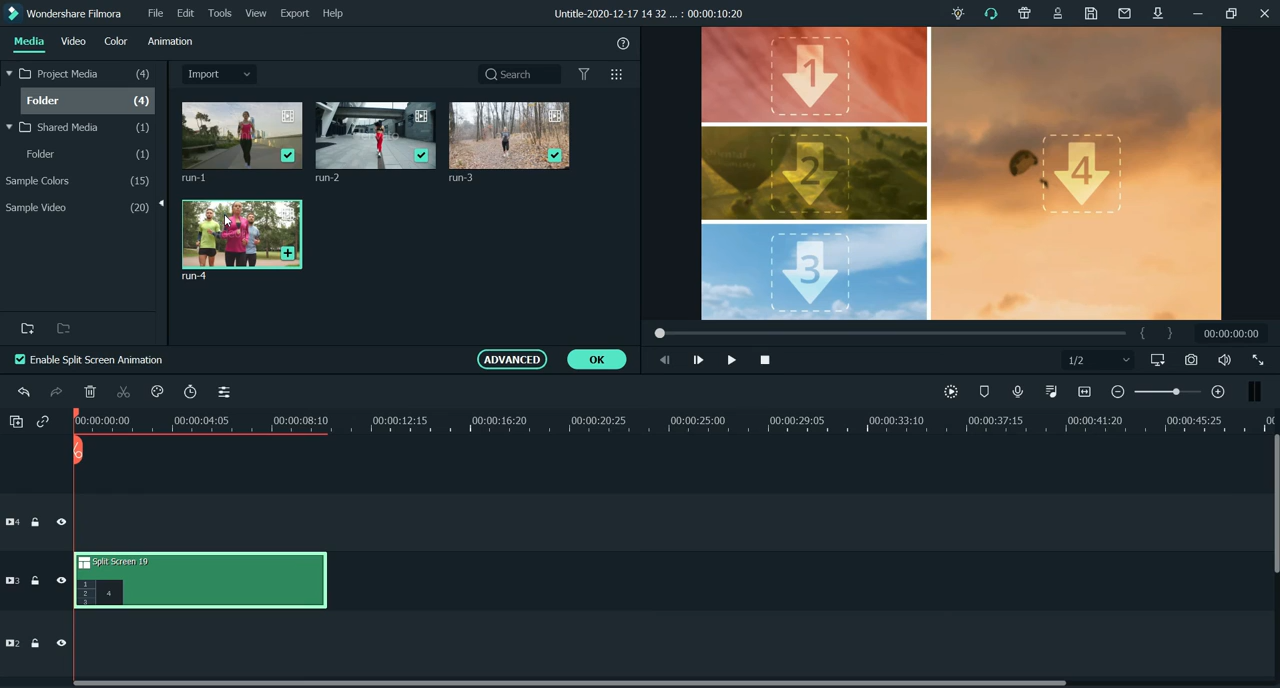 Wondershare Filmora File Edit Tools View Export Help Untitle-2020-12-17 14 32 ... : 00:00:10:20
Media Video Color Animation
Project Media (4)
Folder (4)
Shared Media (1)
Folder (1)
Sample Colors (15)
Sample Video (20)
Import Search
run-1 run-2 run-3
run-4
1
2
3
4
{ } 00:00:00:00
Enable Split Screen Animation ADVANCED OK
1/2
00:00:00:00 00:00:04:05 00:00:08:10 00:00:12:15 00:00:16:20 00:00:20:25 00:00:25:00 00:00:29:05 00:00:33:10 00:00:37:15 00:00:41:20 00:00:45:25 00
4
Split Screen 19
3
1
2
3
4
2